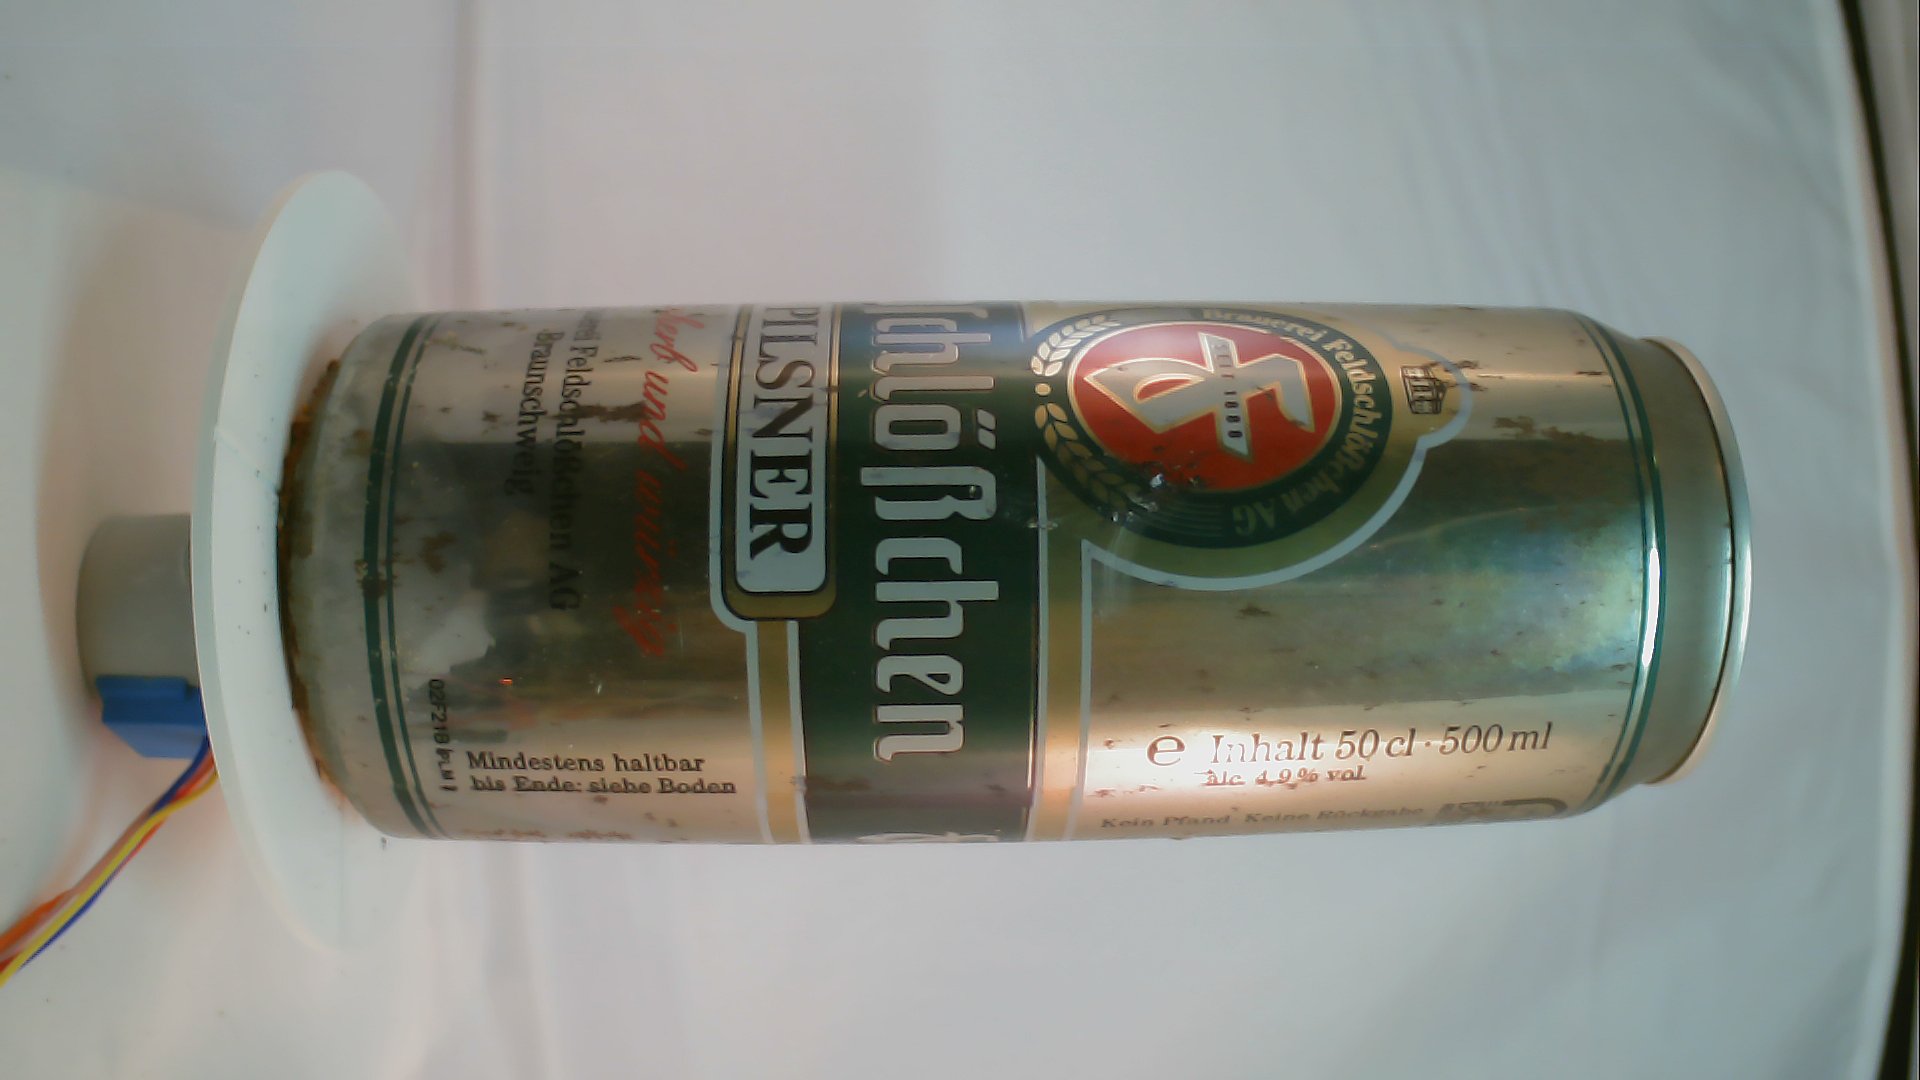 Brauerei Feldschlößchen AG
SEIT 1888
chlößchen
PILSNER
herb und würzig
Feldschlößchen AG
Braunschweig
e Inhalt 50 cl · 500 ml
alc. 4,9 % vol.
Kein Pfand Keine Rückgabe
Mindestens haltbar
bis Ende: siehe Boden